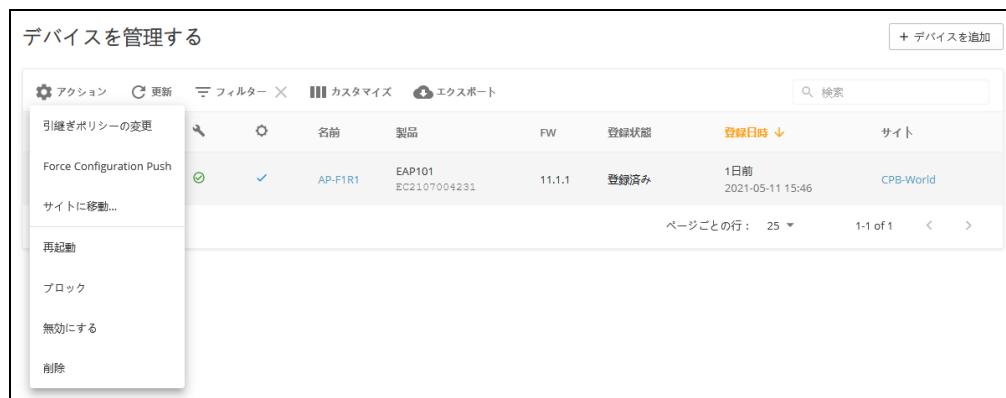 デバイスを管理する
+ デバイスを追加
アクション 更新 フィルター カスタマイズ エクスポート 検索
引継ぎポリシーの変更
Force Configuration Push
サイトに移動...
再起動
ブロック
無効にする
削除
名前 製品 FW 登録状態 登録日時 サイト
AP-F1R1 EAP101 11.1.1 登録済み 1日前 CPB-World
EC2107004231 2021-05-11 15:46
ページごとの行： 25 1-1 of 1